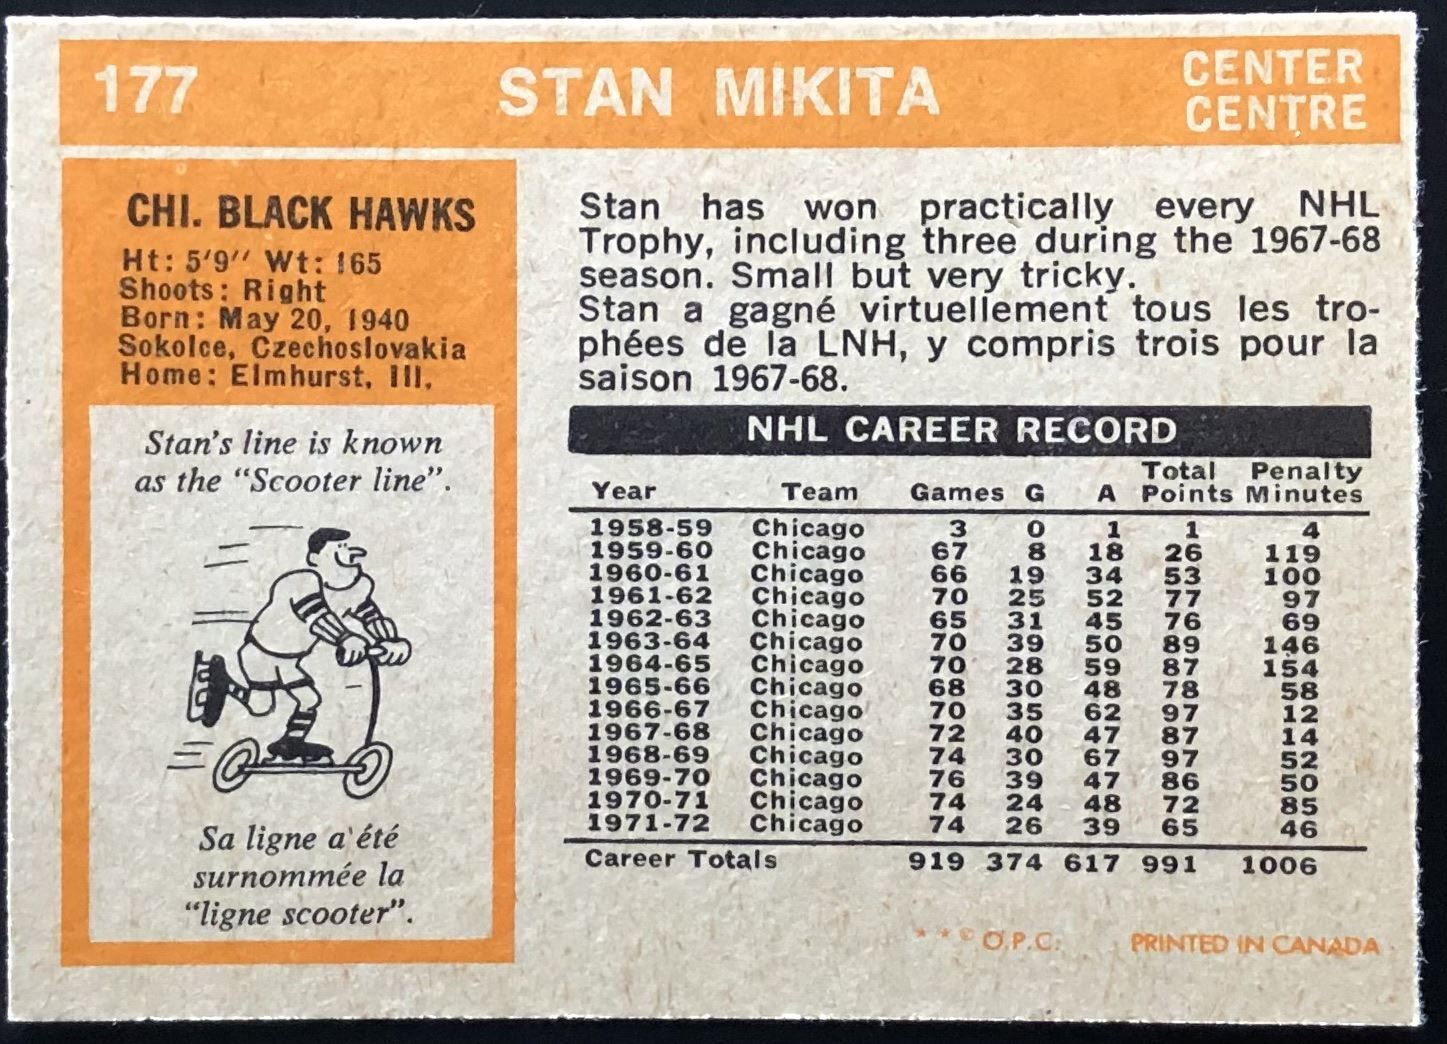 177 STAN MIKITA CENTER
CENTRE
CHI. BLACK HAWKS
Ht: 5'9" Wt: 165
Shoots: Right
Born: May 20, 1940
Sokolce, Czechoslovakia
Home: Elmhurst, Ill.
Stan's line is known
as the "Scooter line".
Sa ligne a été
surnommée la
"ligne scooter".
Stan has won practically every NHL
Trophy, including three during the 1967-68
season. Small but very tricky.
Stan a gagné virtuellement tous les tro-
phées de la LNH, y compris trois pour la
saison 1967-68.
NHL CAREER RECORD
Total Penalty
Year Team Games G A Points Minutes
1958-59 Chicago 3 0 1 1 4
1959-60 Chicago 67 8 18 26 119
1960-61 Chicago 66 19 34 53 100
1961-62 Chicago 70 25 52 77 97
1962-63 Chicago 65 31 45 76 69
1963-64 Chicago 70 39 50 89 146
1964-65 Chicago 70 28 59 87 154
1965-66 Chicago 68 30 48 78 58
1966-67 Chicago 70 35 62 97 12
1967-68 Chicago 72 40 47 87 14
1968-69 Chicago 74 30 67 97 52
1969-70 Chicago 76 39 47 86 50
1970-71 Chicago 74 24 48 72 85
1971-72 Chicago 74 26 39 65 46
Career Totals 919 374 617 991 1006
* * © O.P.C. PRINTED IN CANADA